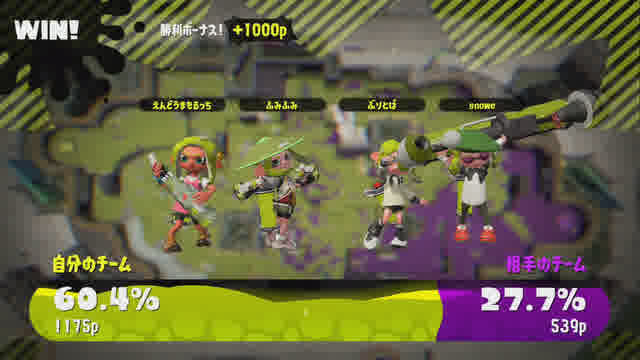 WIN!
勝利ボーナス! +1000p
えんどうまもるっち
ふみふみ
ぶりとば
snowe
自分のチーム
相手のチーム
60.4%
27.7%
1175p
539p